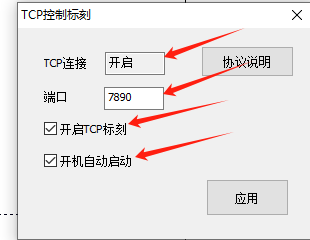 TCP控制标刻
TCP连接 开启 协议说明
端口 7890
开启TCP标刻
开机自动启动
应用